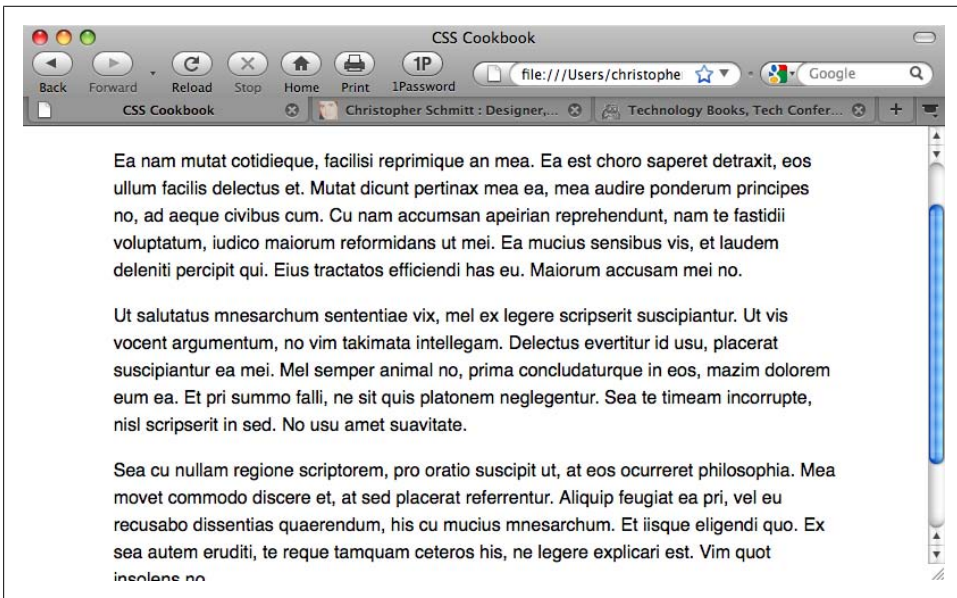 CSS Cookbook
Back Forward Reload Stop Home Print 1Password
1P
file:///Users/christophe
Google
CSS Cookbook
Christopher Schmitt : Designer,...
Technology Books, Tech Confer...
Ea nam mutat cotidieque, facilisi reprimique an mea. Ea est choro saperet detraxit, eos
ullum facilis delectus et. Mutat dicunt pertinax mea ea, mea audire ponderum principes
no, ad aeque civibus cum. Cu nam accumsan apeirian reprehendunt, nam te fastidii
voluptatum, iudico maiorum reformidans ut mei. Ea mucius sensibus vis, et laudem
deleniti percipit qui. Eius tractatos efficiendi has eu. Maiorum accusam mei no.
Ut salutatus mnesarchum sententiae vix, mel ex legere scripserit suscipiantur. Ut vis
vocent argumentum, no vim takimata intellegam. Delectus evertitur id usu, placerat
suscipiantur ea mei. Mel semper animal no, prima concludaturque in eos, mazim dolorem
eum ea. Et pri summo falli, ne sit quis platonem neglegentur. Sea te timeam incorrupte,
nisl scripserit in sed. No usu amet suavitate.
Sea cu nullam regione scriptorem, pro oratio suscipit ut, at eos ocurreret philosophia. Mea
movet commodo discere et, at sed placerat referrentur. Aliquip feugiat ea pri, vel eu
recusabo dissentias quaerendum, his cu mucius mnesarchum. Et iisque eligendi quo. Ex
sea autem eruditi, te reque tamquam ceteros his, ne legere explicari est. Vim quot
insolens no